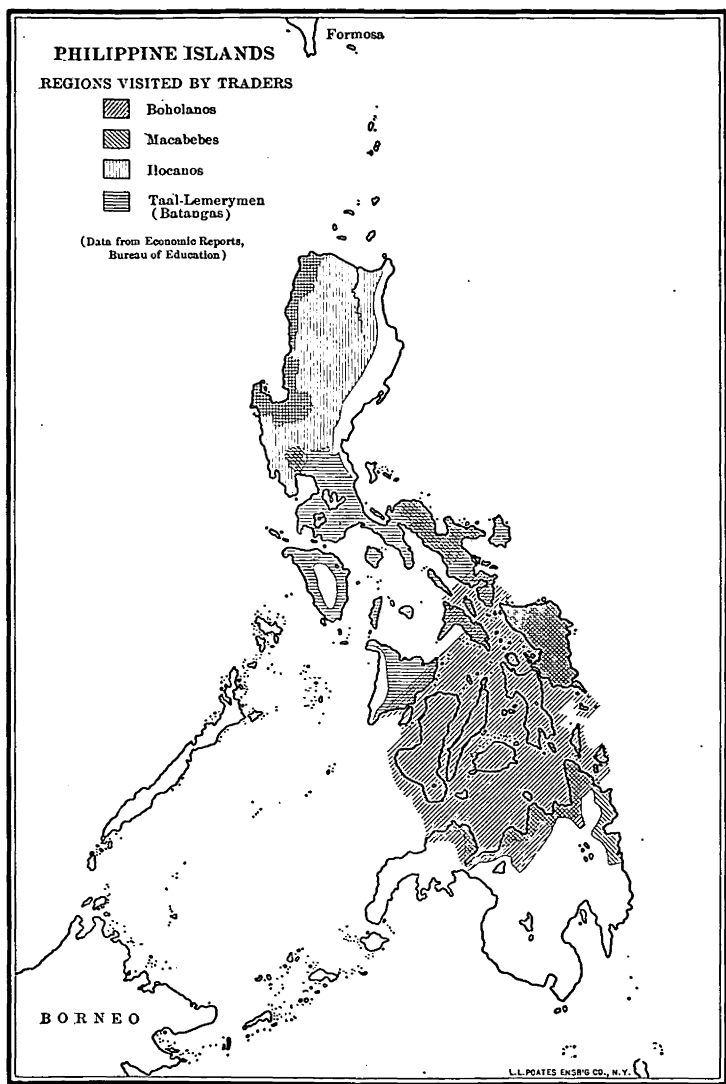 Formosa
PHILIPPINE ISLANDS
REGIONS VISITED BY TRADERS
Boholanos
Macabebes
Ilocanos
Taal-Lemerymen
(Batangas)
(Data from Economic Reports,
Bureau of Education)
BORNEO
L.L.POATES ENGR'G CO., N.Y.